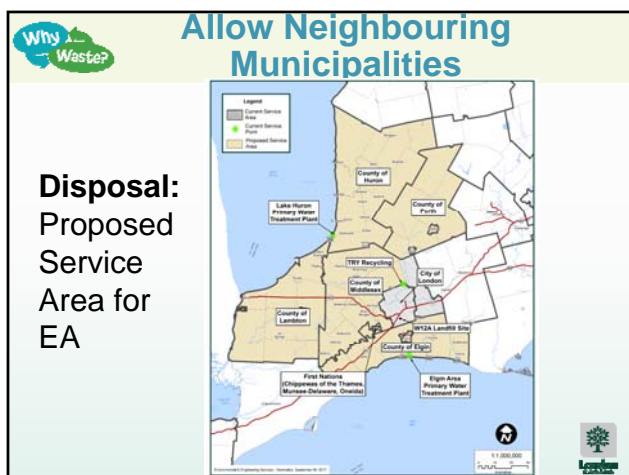 Why
Waste?
Allow Neighbouring
Municipalities
Disposal:
Proposed
Service
Area for
EA
Legend
Current Service
Area
Current Service
Point
Proposed Service
Area
County of
Huron
County of
Perth
Lake Huron
Primary Water
Treatment Plant
TRY Recycling
City of
London
County of
Middlesex
County of
Lambton
W12A Landfill Site
County of Elgin
First Nations
(Chippewas of the Thames,
Munsee-Delaware, Oneida)
Elgin Area
Primary Water
Treatment Plant
N
1:1,000,000
London